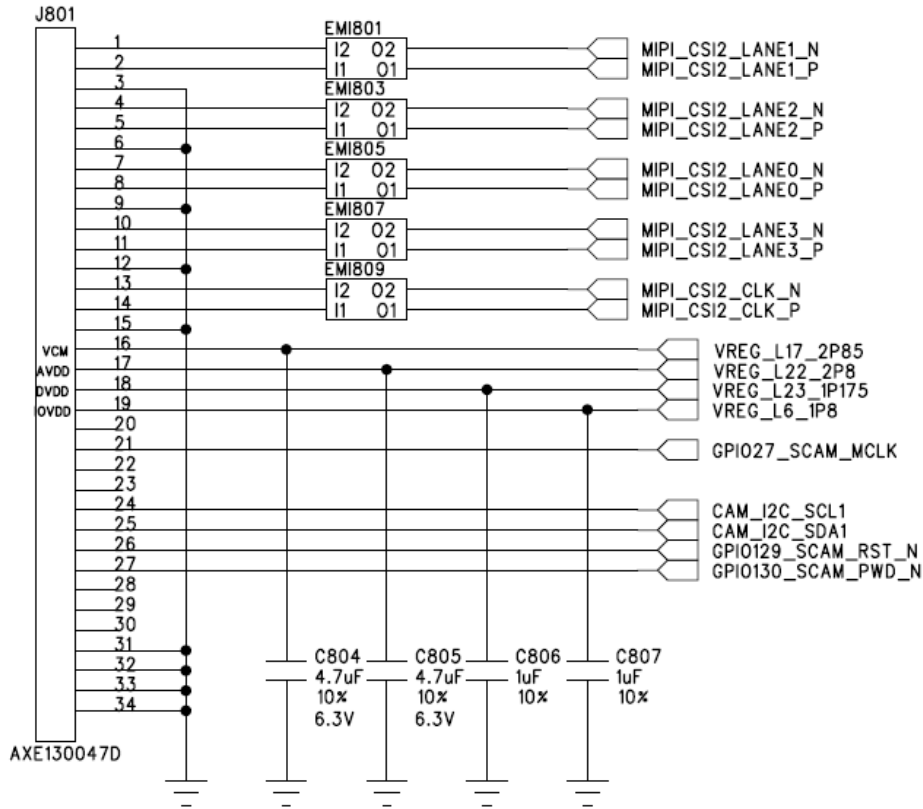 J801
1
2
3
4
5
6
7
8
9
10
11
12
13
14
15
16
17
18
19
20
21
22
23
24
25
26
27
28
29
30
31
32
33
34
VCM
AVDD
DVDD
IOVDD
AXE130047D
EMI801
I2 O2
I1 O1
EMI803
I2 O2
I1 O1
EMI805
I2 O2
I1 O1
EMI807
I2 O2
I1 O1
EMI809
I2 O2
I1 O1
MIPI_CSI2_LANE1_N
MIPI_CSI2_LANE1_P
MIPI_CSI2_LANE2_N
MIPI_CSI2_LANE2_P
MIPI_CSI2_LANE0_N
MIPI_CSI2_LANE0_P
MIPI_CSI2_LANE3_N
MIPI_CSI2_LANE3_P
MIPI_CSI2_CLK_N
MIPI_CSI2_CLK_P
VREG_L17_2P85
VREG_L22_2P8
VREG_L23_1P175
VREG_L6_1P8
GPIO27_SCAM_MCLK
CAM_I2C_SCL1
CAM_I2C_SDA1
GPIO129_SCAM_RST_N
GPIO130_SCAM_PWD_N
C804
4.7uF
10%
6.3V
C805
4.7uF
10%
6.3V
C806
1uF
10%
C807
1uF
10%